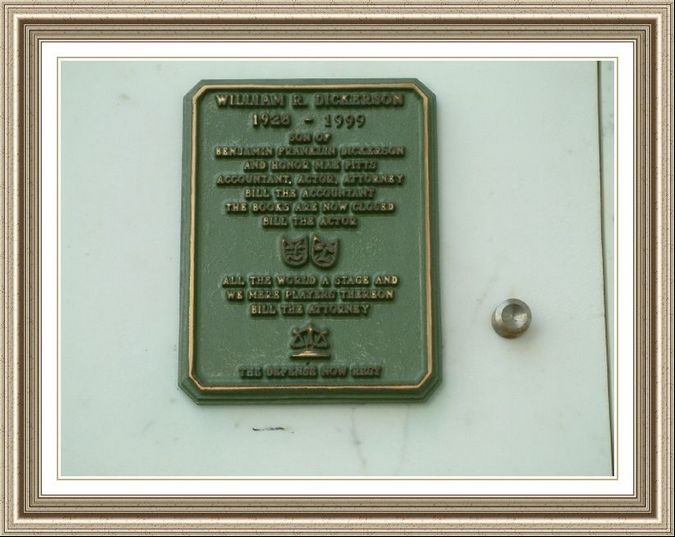 WILLIAM R. DICKERSON
1928 - 1999
SON OF
BENJAMIN FRANKLIN DICKERSON
AND HONOR MAE PITTS
ACCOUNTANT, ACTOR, ATTORNEY
BILL THE ACCOUNTANT
THE BOOKS ARE NOW CLOSED
BILL THE ACTOR
ALL THE WORLD A STAGE AND
WE MERE PLAYERS THEREON
BILL THE ATTORNEY
THE DEFENSE NOW REST